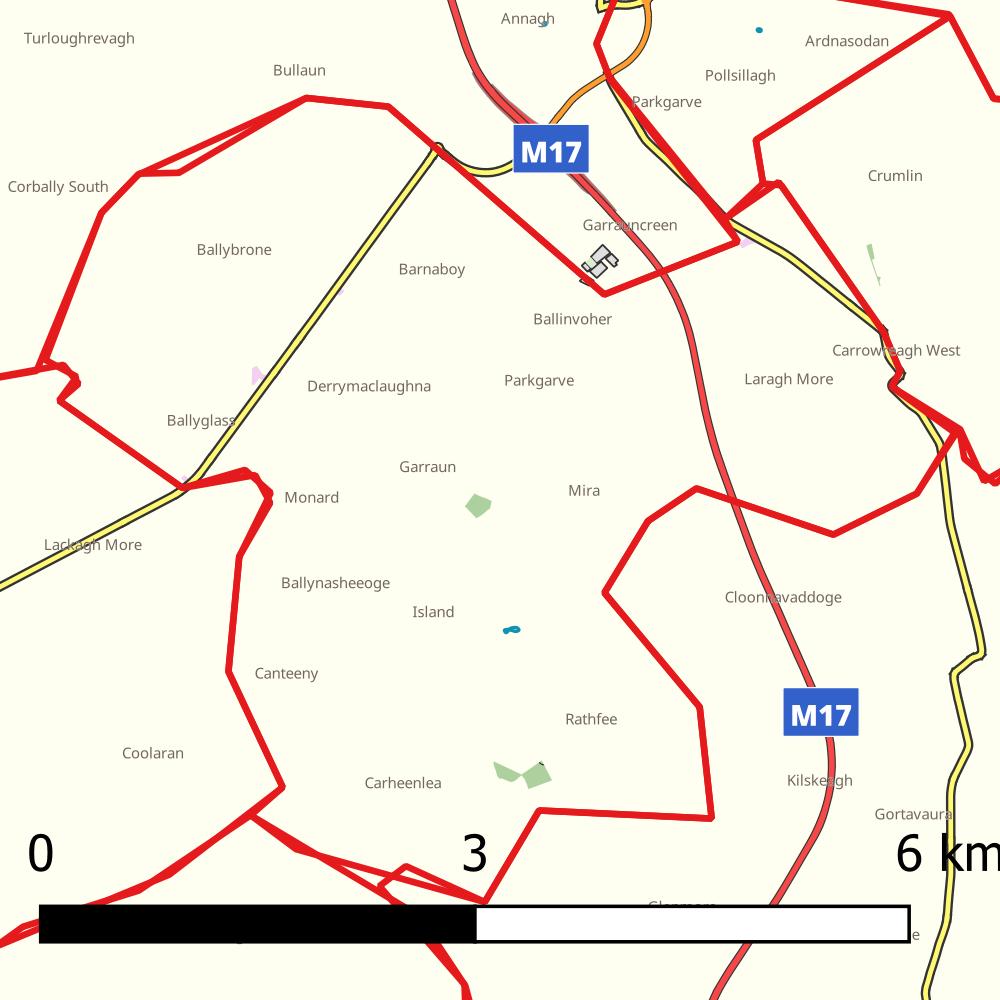 Annagh
Turloughrevagh
Ardnasodan
Bullaun
Pollsillagh
Parkgarve
M17
Crumlin
Corbally South
Garrauncreen
Ballybrone
Barnaboy
Ballinvoher
Carrowreagh West
Laragh More
Parkgarve
Derrymaclaughna
Ballyglass
Garraun
Mira
Monard
Lackagh More
Ballynasheeoge
Cloonnavaddoge
Island
Canteeny
M17
Rathfee
Coolaran
Kilskeagh
Carheenlea
Gortavaura
0 3 6 km